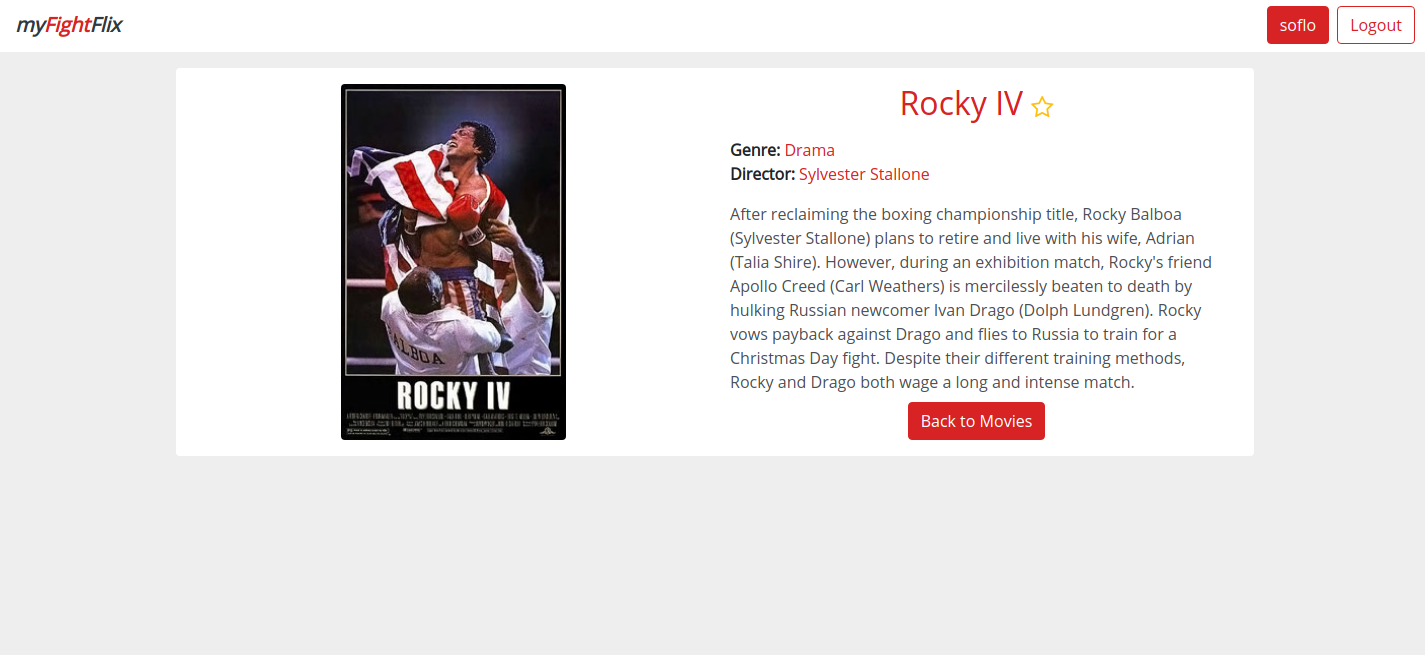 myFightFlix
soflo
Logout
BALBOA
ROCKY IV
Rocky IV
Genre: Drama
Director: Sylvester Stallone
After reclaiming the boxing championship title, Rocky Balboa
(Sylvester Stallone) plans to retire and live with his wife, Adrian
(Talia Shire). However, during an exhibition match, Rocky's friend
Apollo Creed (Carl Weathers) is mercilessly beaten to death by
hulking Russian newcomer Ivan Drago (Dolph Lundgren). Rocky
vows payback against Drago and flies to Russia to train for a
Christmas Day fight. Despite their different training methods,
Rocky and Drago both wage a long and intense match.
Back to Movies